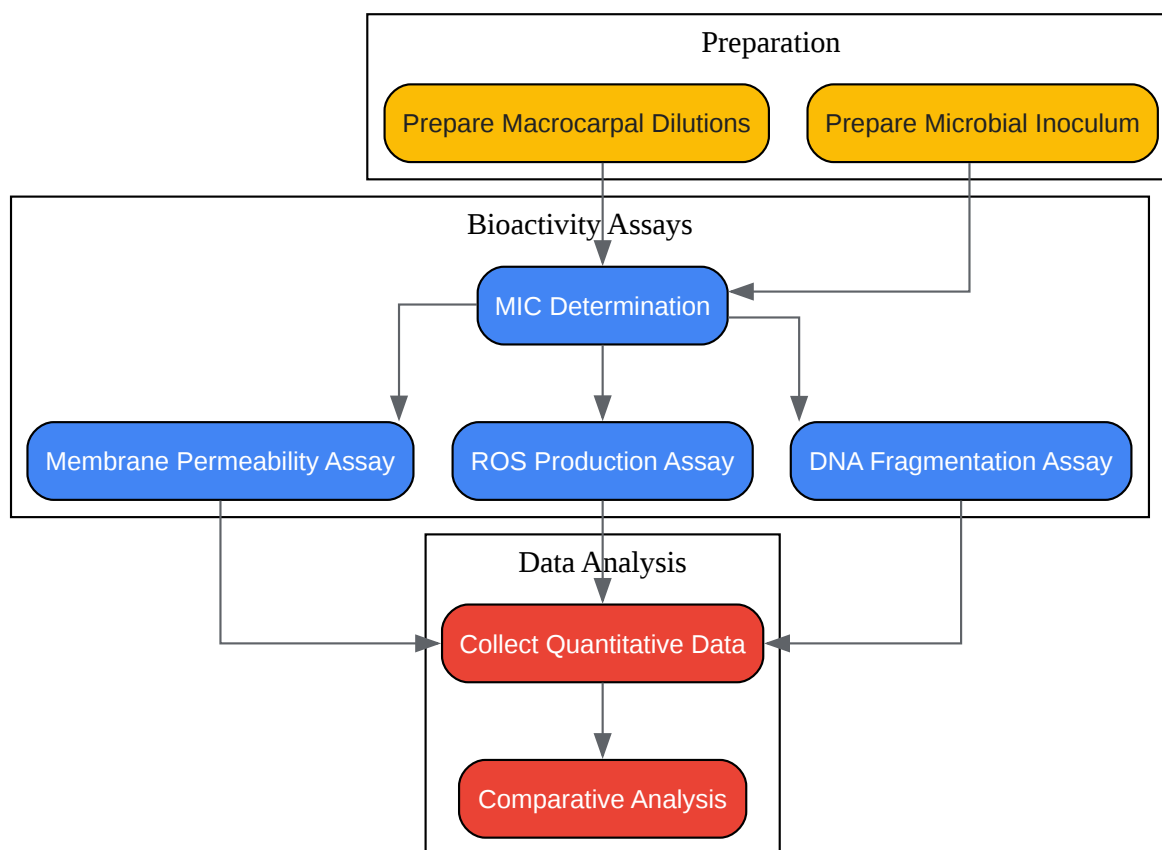 Preparation
Prepare Macrocarpal Dilutions
Prepare Microbial Inoculum
Bioactivity Assays
MIC Determination
Membrane Permeability Assay
ROS Production Assay
DNA Fragmentation Assay
Data Analysis
Collect Quantitative Data
Comparative Analysis